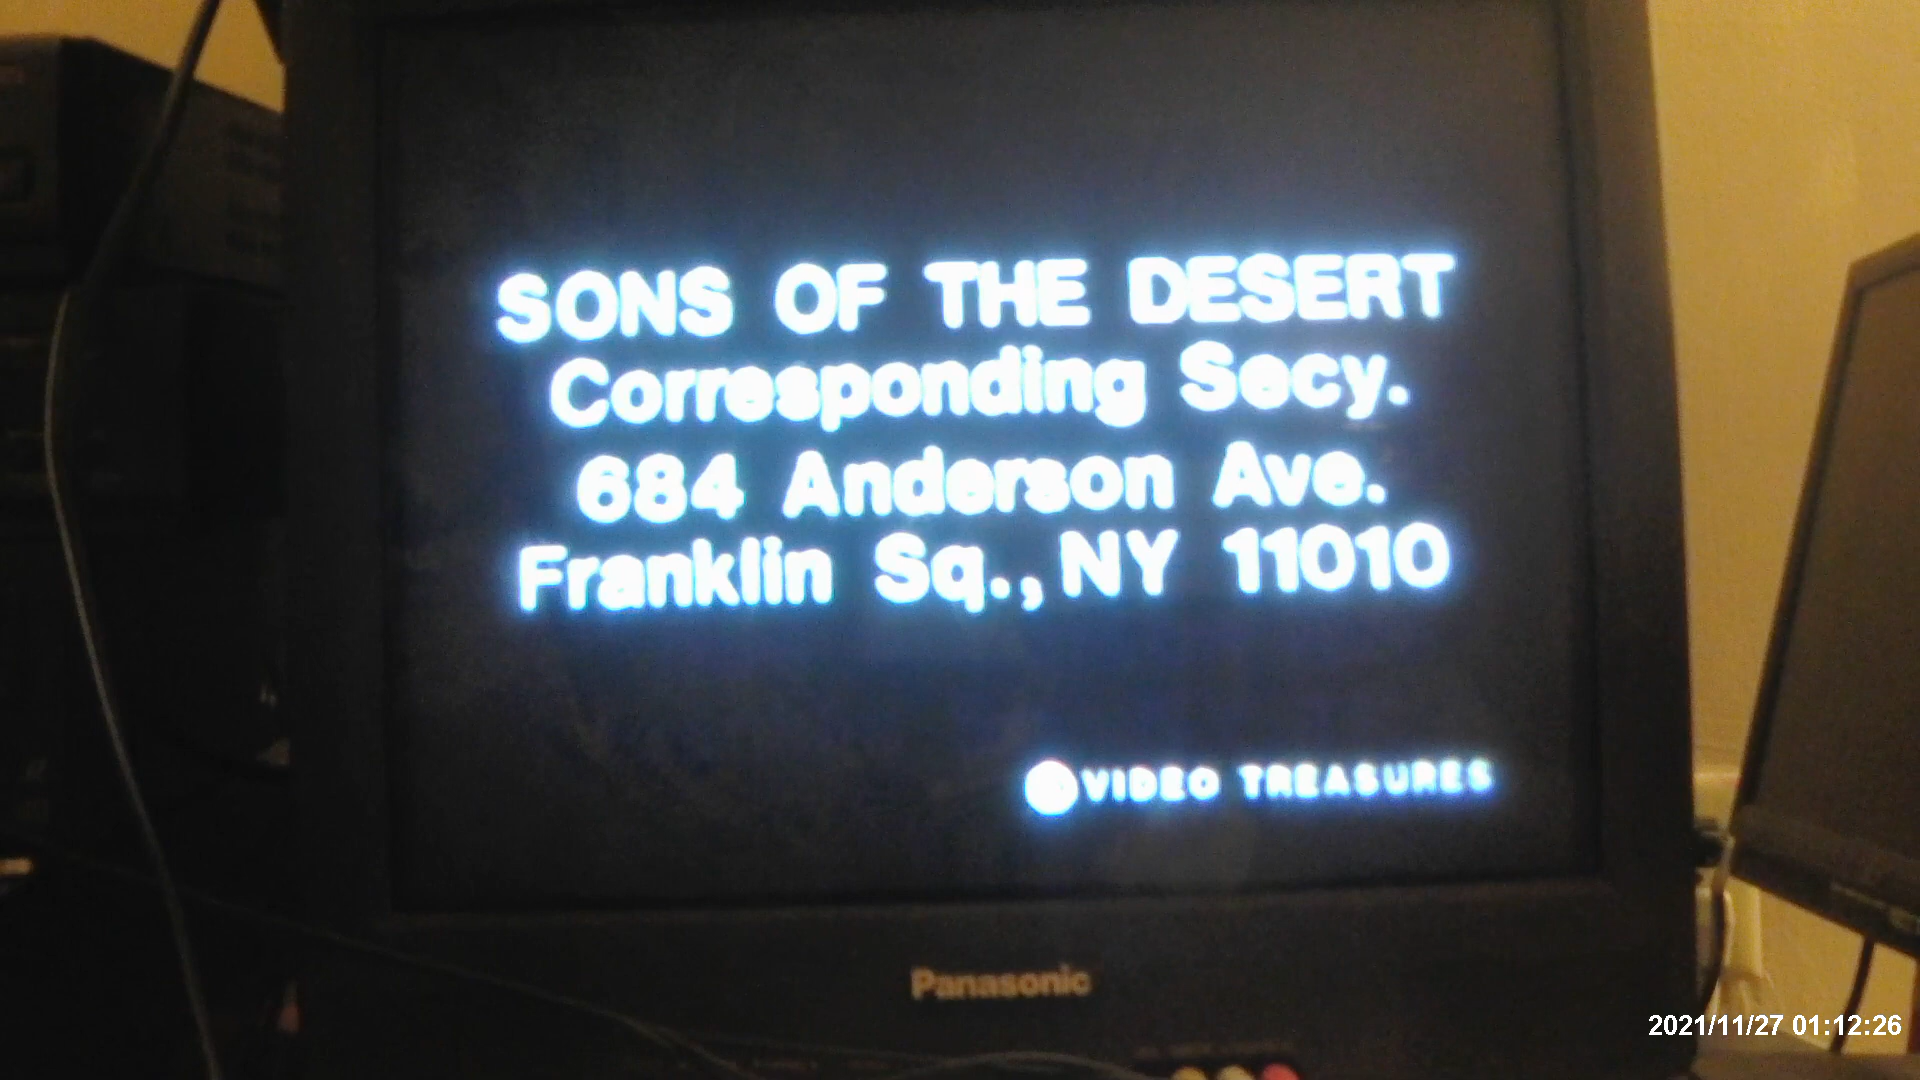 SONS OF THE DESERT
Corresponding Secy.
684 Anderson Ave.
Franklin Sq., NY 11010
VIDEO TREASURES
Panasonic
2021/11/27 01:12:26